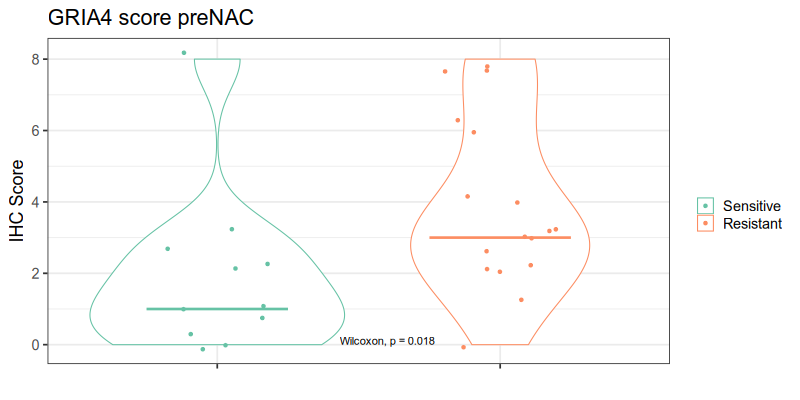 GRIA4 score preNAC
IHC Score
8
6
4
2
0
Wilcoxon, p = 0.018
Sensitive
Resistant